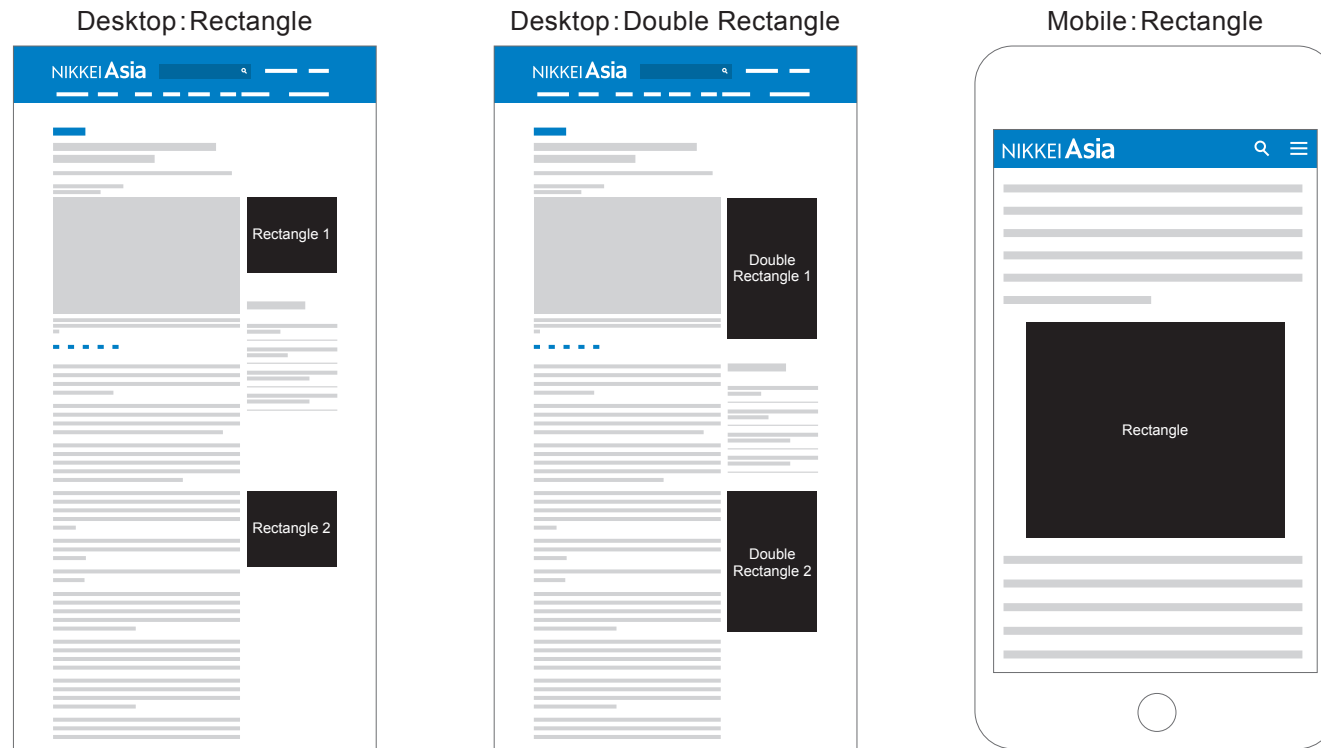 Desktop:Rectangle
NIKKEI Asia
Rectangle 1
Rectangle 2
Desktop:Double Rectangle
NIKKEI Asia
Double
Rectangle 1
Double
Rectangle 2
Mobile:Rectangle
NIKKEI Asia
Rectangle